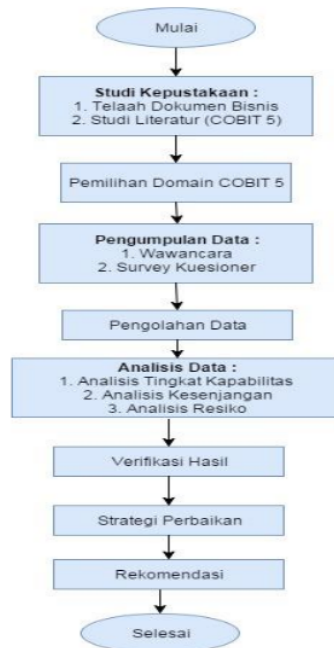 Mulai
Studi Kepustakaan :
1. Telaah Dokumen Bisnis
2. Studi Literatur (COBIT 5)
Pemilihan Domain COBIT 5
Pengumpulan Data :
1. Wawancara
2. Survey Kuesioner
Pengolahan Data
Analisis Data :
1. Analisis Tingkat Kapabilitas
2. Analisis Kesenjangan
3. Analisis Resiko
Verifikasi Hasil
Strategi Perbaikan
Rekomendasi
Selesai